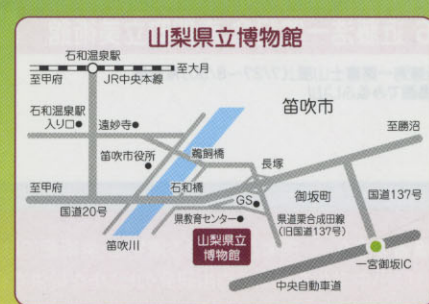 山梨県立博物館
石和温泉駅
至甲府
JR中央本線
至大月
石和温泉駅
入り口
遠妙寺
笛吹市
笛吹市役所
鵜飼橋
至勝沼
長塚
至甲府
石和橋
御坂町
国道137号
国道20号
GS
県教育センター
県道栗合成田線
(旧国道137号)
笛吹川
山梨県立
博物館
一宮御坂IC
中央自動車道